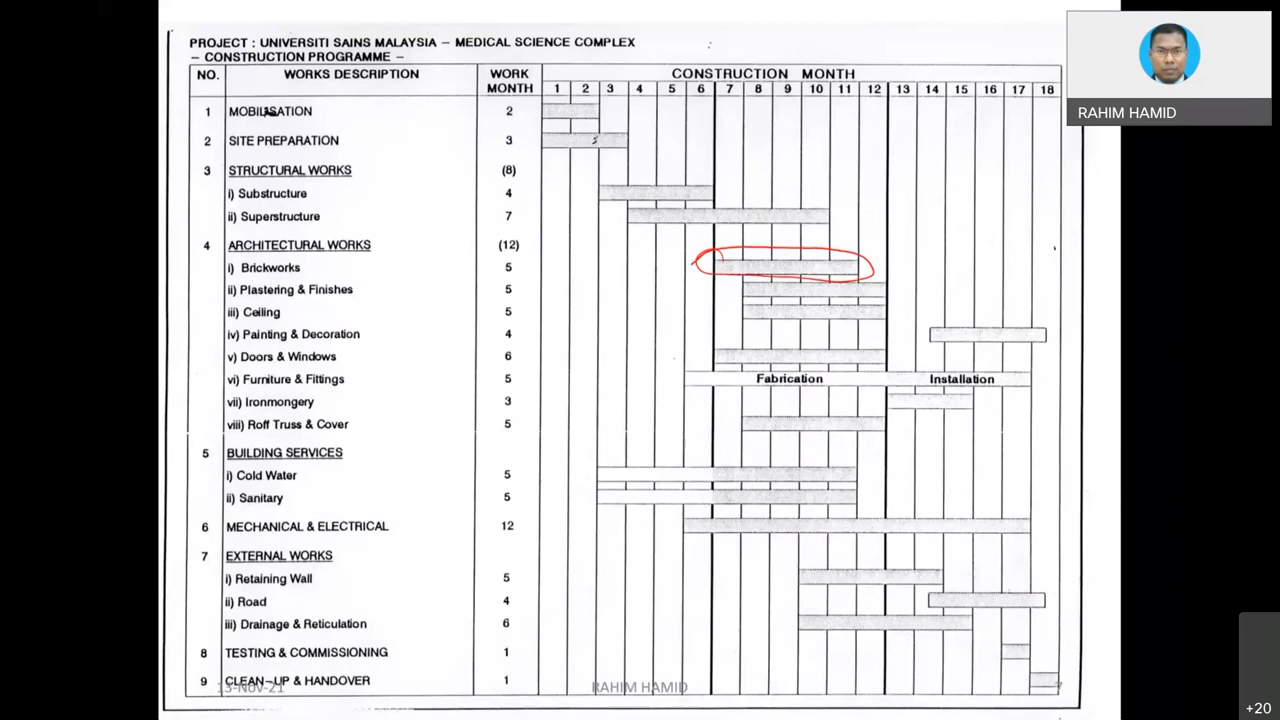 PROJECT : UNIVERSITI SAINS MALAYSIA – MEDICAL SCIENCE COMPLEX
– CONSTRUCTION PROGRAMME –
NO. WORKS DESCRIPTION WORK MONTH CONSTRUCTION MONTH
1 2 3 4 5 6 7 8 9 10 11 12 13 14 15 16 17 18
1 MOBILISATION 2
2 SITE PREPARATION 3
3 STRUCTURAL WORKS (8)
i) Substructure 4
ii) Superstructure 7
4 ARCHITECTURAL WORKS (12)
i) Brickworks 5
ii) Plastering & Finishes 5
iii) Ceiling 5
iv) Painting & Decoration 4
v) Doors & Windows 6
vi) Furniture & Fittings 5 Fabrication Installation
vii) Ironmongery 3
viii) Roff Truss & Cover 5
5 BUILDING SERVICES
i) Cold Water 5
ii) Sanitary 5
6 MECHANICAL & ELECTRICAL 12
7 EXTERNAL WORKS
i) Retaining Wall 5
ii) Road 4
iii) Drainage & Reticulation 6
8 TESTING & COMMISSIONING 1
9 CLEAN-UP & HANDOVER 1
13-Nov-21 RAHIM HAMID 7
RAHIM HAMID
+20